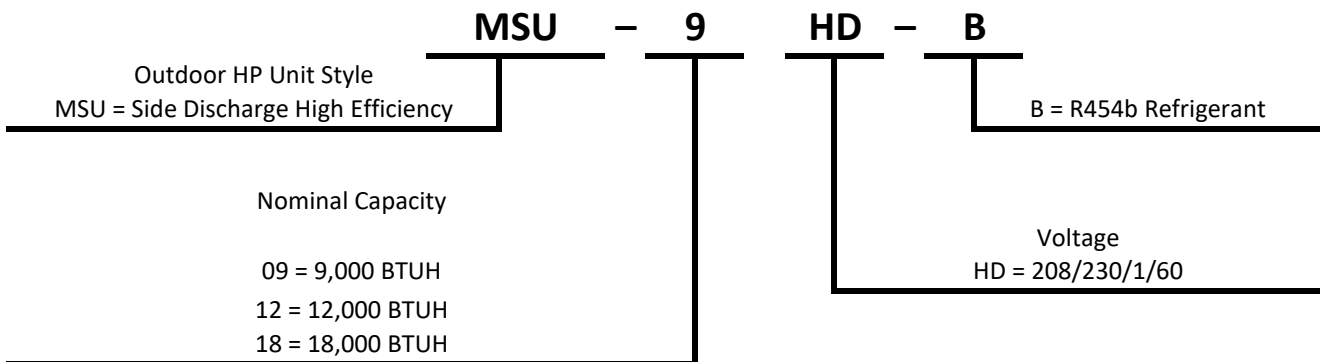 MSU – 9 HD – B
Outdoor HP Unit Style
MSU = Side Discharge High Efficiency
B = R454b Refrigerant
Nominal Capacity
09 = 9,000 BTUH
12 = 12,000 BTUH
18 = 18,000 BTUH
Voltage
HD = 208/230/1/60